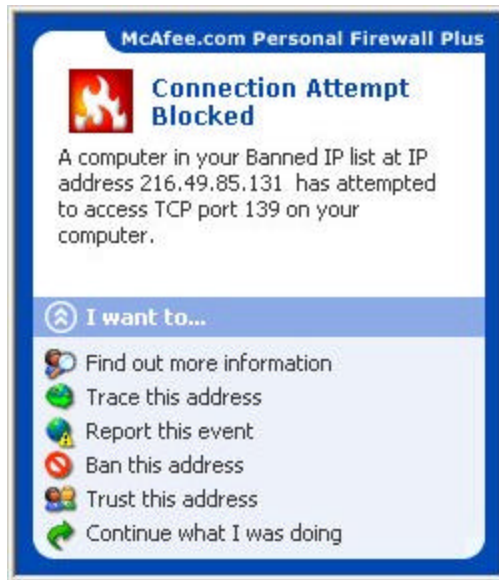 McAfee.com Personal Firewall Plus
Connection Attempt
Blocked
A computer in your Banned IP list at IP
address 216.49.85.131 has attempted
to access TCP port 139 on your
computer.
I want to...
Find out more information
Trace this address
Report this event
Ban this address
Trust this address
Continue what I was doing